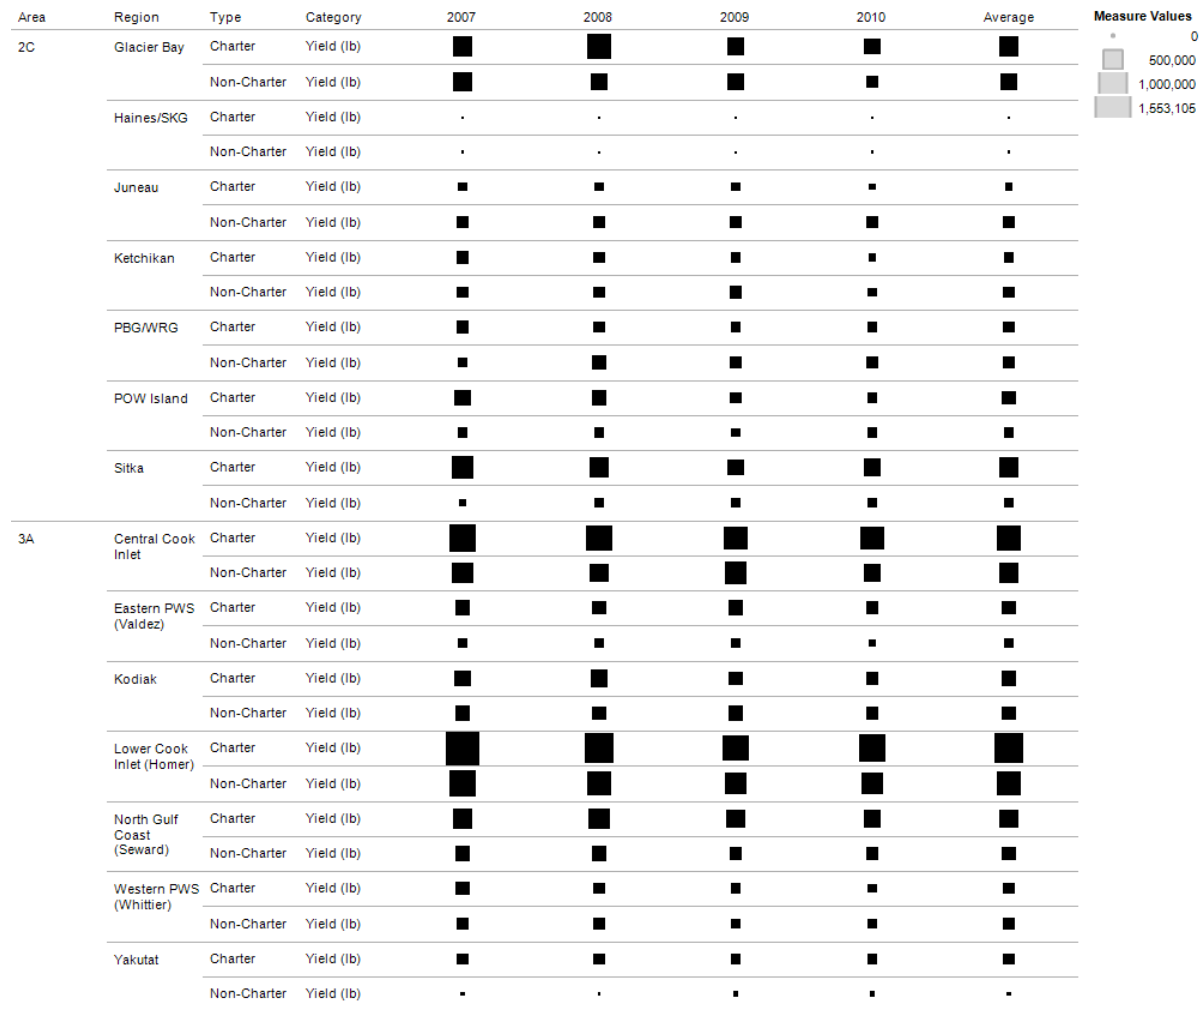 Area Region Type Category 2007 2008 2009 2010 Average
Measure Values
0
500,000
1,000,000
1,553,105
2C Glacier Bay Charter Yield (lb)
Non-Charter Yield (lb)
Haines/SKG Charter Yield (lb)
Non-Charter Yield (lb)
Juneau Charter Yield (lb)
Non-Charter Yield (lb)
Ketchikan Charter Yield (lb)
Non-Charter Yield (lb)
PBG/WRG Charter Yield (lb)
Non-Charter Yield (lb)
POW Island Charter Yield (lb)
Non-Charter Yield (lb)
Sitka Charter Yield (lb)
Non-Charter Yield (lb)
3A Central Cook Charter Yield (lb)
Inlet
Non-Charter Yield (lb)
Eastern PWS Charter Yield (lb)
(Valdez)
Non-Charter Yield (lb)
Kodiak Charter Yield (lb)
Non-Charter Yield (lb)
Lower Cook Charter Yield (lb)
Inlet (Homer)
Non-Charter Yield (lb)
North Gulf Charter Yield (lb)
Coast
(Seward) Non-Charter Yield (lb)
Western PWS Charter Yield (lb)
(Whittier)
Non-Charter Yield (lb)
Yakutat Charter Yield (lb)
Non-Charter Yield (lb)